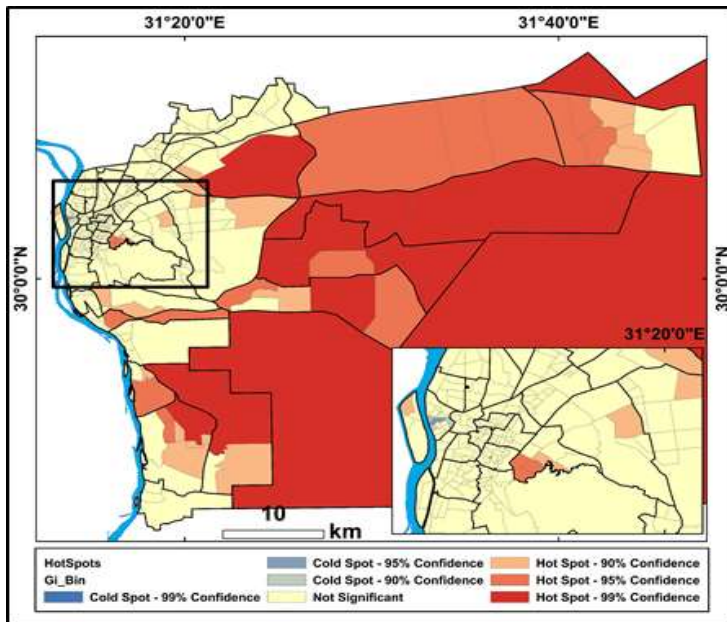 31°20'0"E 31°40'0"E
30°0'0"N 30°0'0"N
31°20'0"E
10
km
HotSpots
Gi_Bin
Cold Spot - 99% Confidence
Cold Spot - 95% Confidence
Cold Spot - 90% Confidence
Not Significant
Hot Spot - 90% Confidence
Hot Spot - 95% Confidence
Hot Spot - 99% Confidence